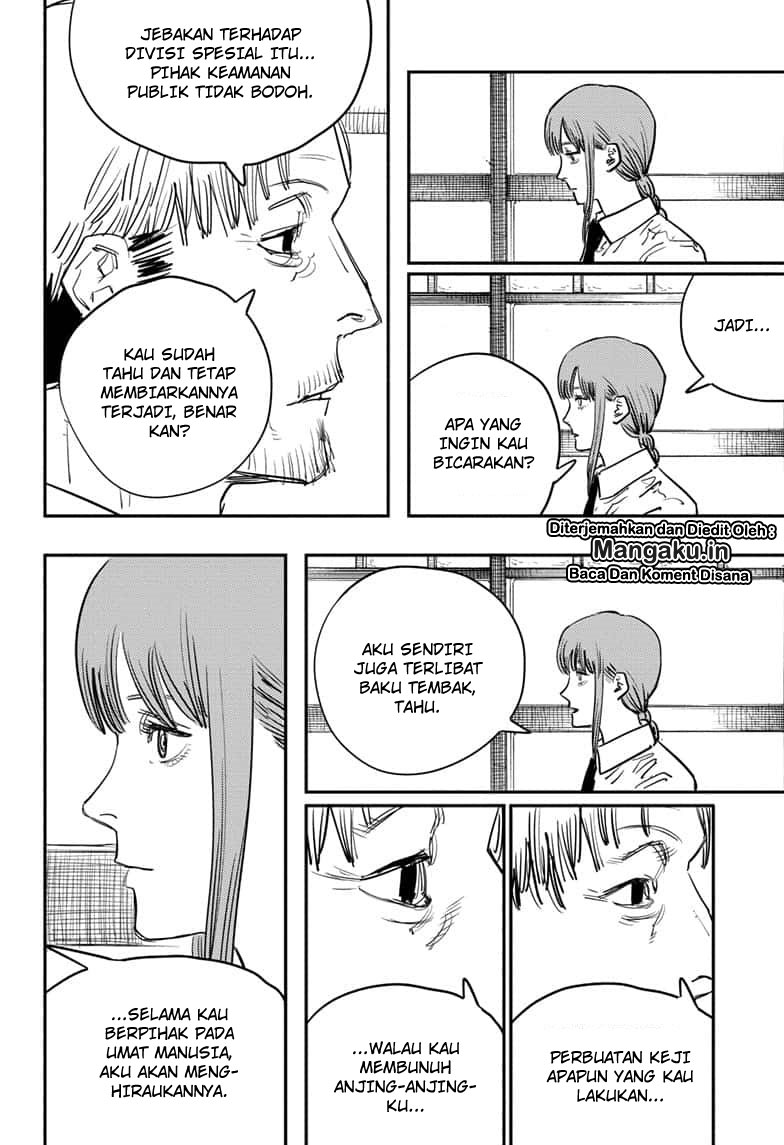 JADI...
APA YANG
INGIN KAU
BICARAKAN?
JEBAKAN TERHADAP
DIVISI SPESIAL ITU...
PIHAK KEAMANAN
PUBLIK TIDAK BODOH.
KAU SUDAH
TAHU DAN TETAP
MEMBIARKANNYA
TERJADI, BENAR
KAN?
Diterjemahkan dan Diedit Oleh :
Mangaku.in
Baca Dan Koment Disana
AKU SENDIRI
JUGA TERLIBAT
BAKU TEMBAK,
TAHU.
PERBUATAN KEJI
APAPUN YANG KAU
LAKUKAN...
...WALAU KAU
MEMBUNUH
ANJING-ANJING-
KU...
...SELAMA KAU
BERPIHAK PADA
UMAT MANUSIA,
AKU AKAN MENG-
HIRAUKANNYA.